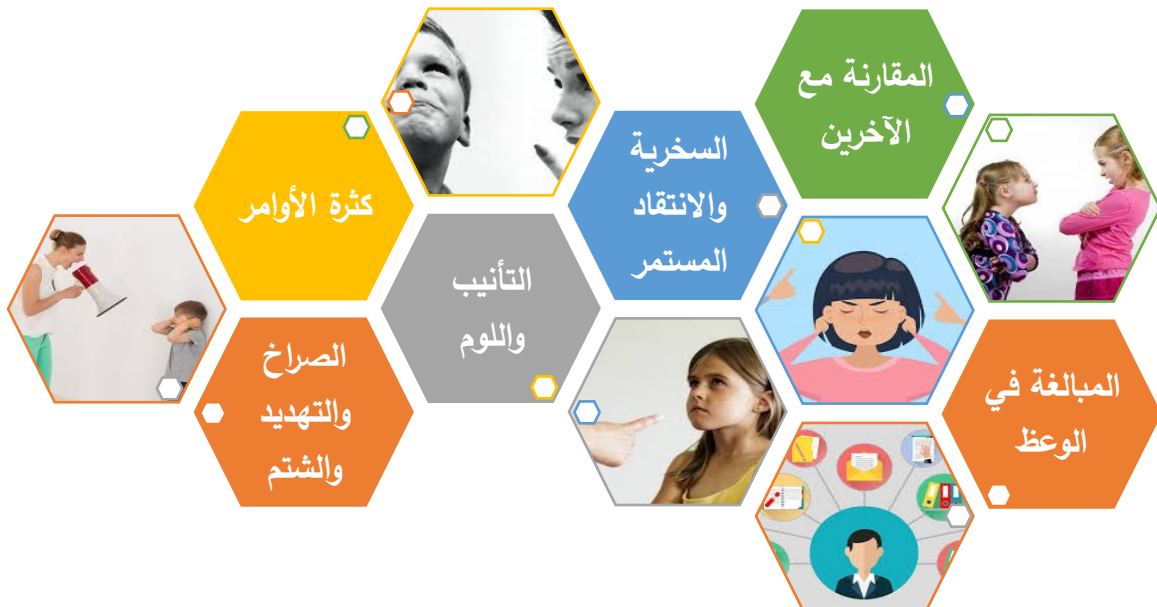 المقارنة مع
الآخرين
السخرية
والانتقاد
المستمر
كثرة الأوامر
التأنيب
واللوم
الصراخ
والتهديد
والشتم
المبالغة في
الوعظ